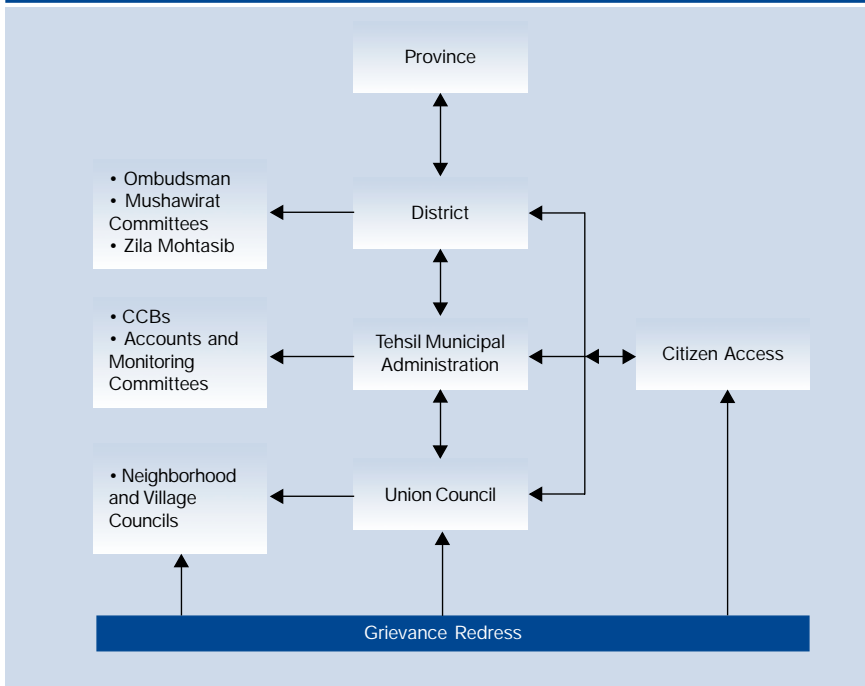 Province
• Ombudsman
• Mushawirat
Committees
• Zila Mohtasib
District
• CCBs
• Accounts and
Monitoring
Committees
Tehsil Municipal
Administration
Citizen Access
• Neighborhood
and Village
Councils
Union Council
Grievance Redress